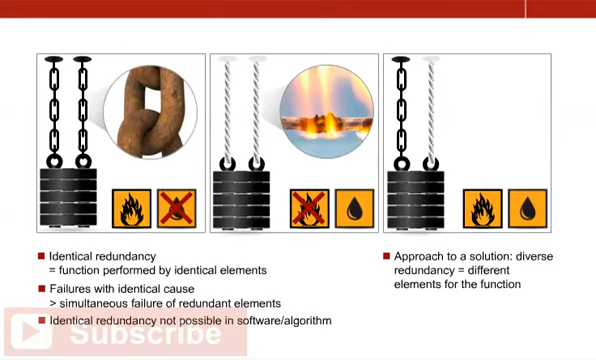 Identical redundancy
= function performed by identical elements
Failures with identical cause
> simultaneous failure of redundant elements
Identical redundancy not possible in software/algorithm
Approach to a solution: diverse
redundancy = different
elements for the function
Subscribe